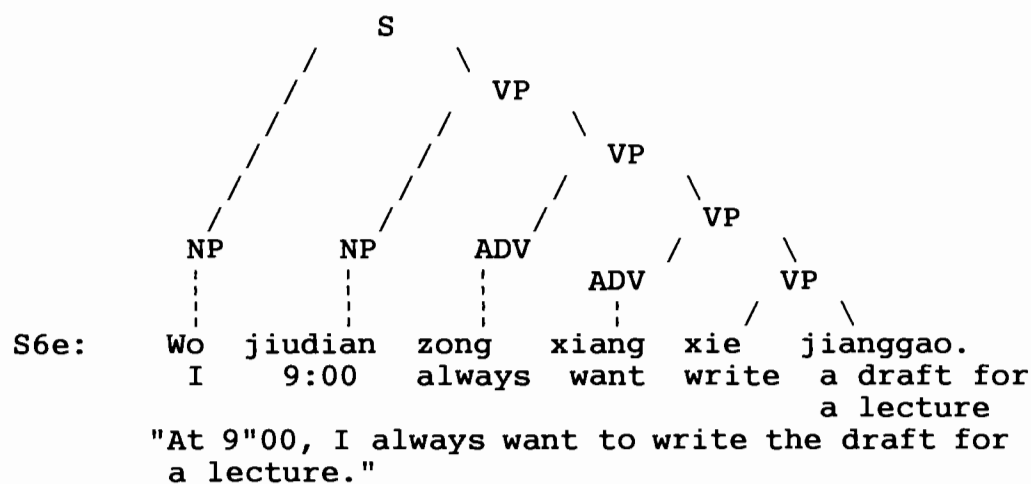 S
VP
VP
VP
NP NP ADV
ADV VP
S6e: Wo jiudian zong xiang xie jianggao.
I 9:00 always want write a draft for
a lecture
"At 9"00, I always want to write the draft for
a lecture."